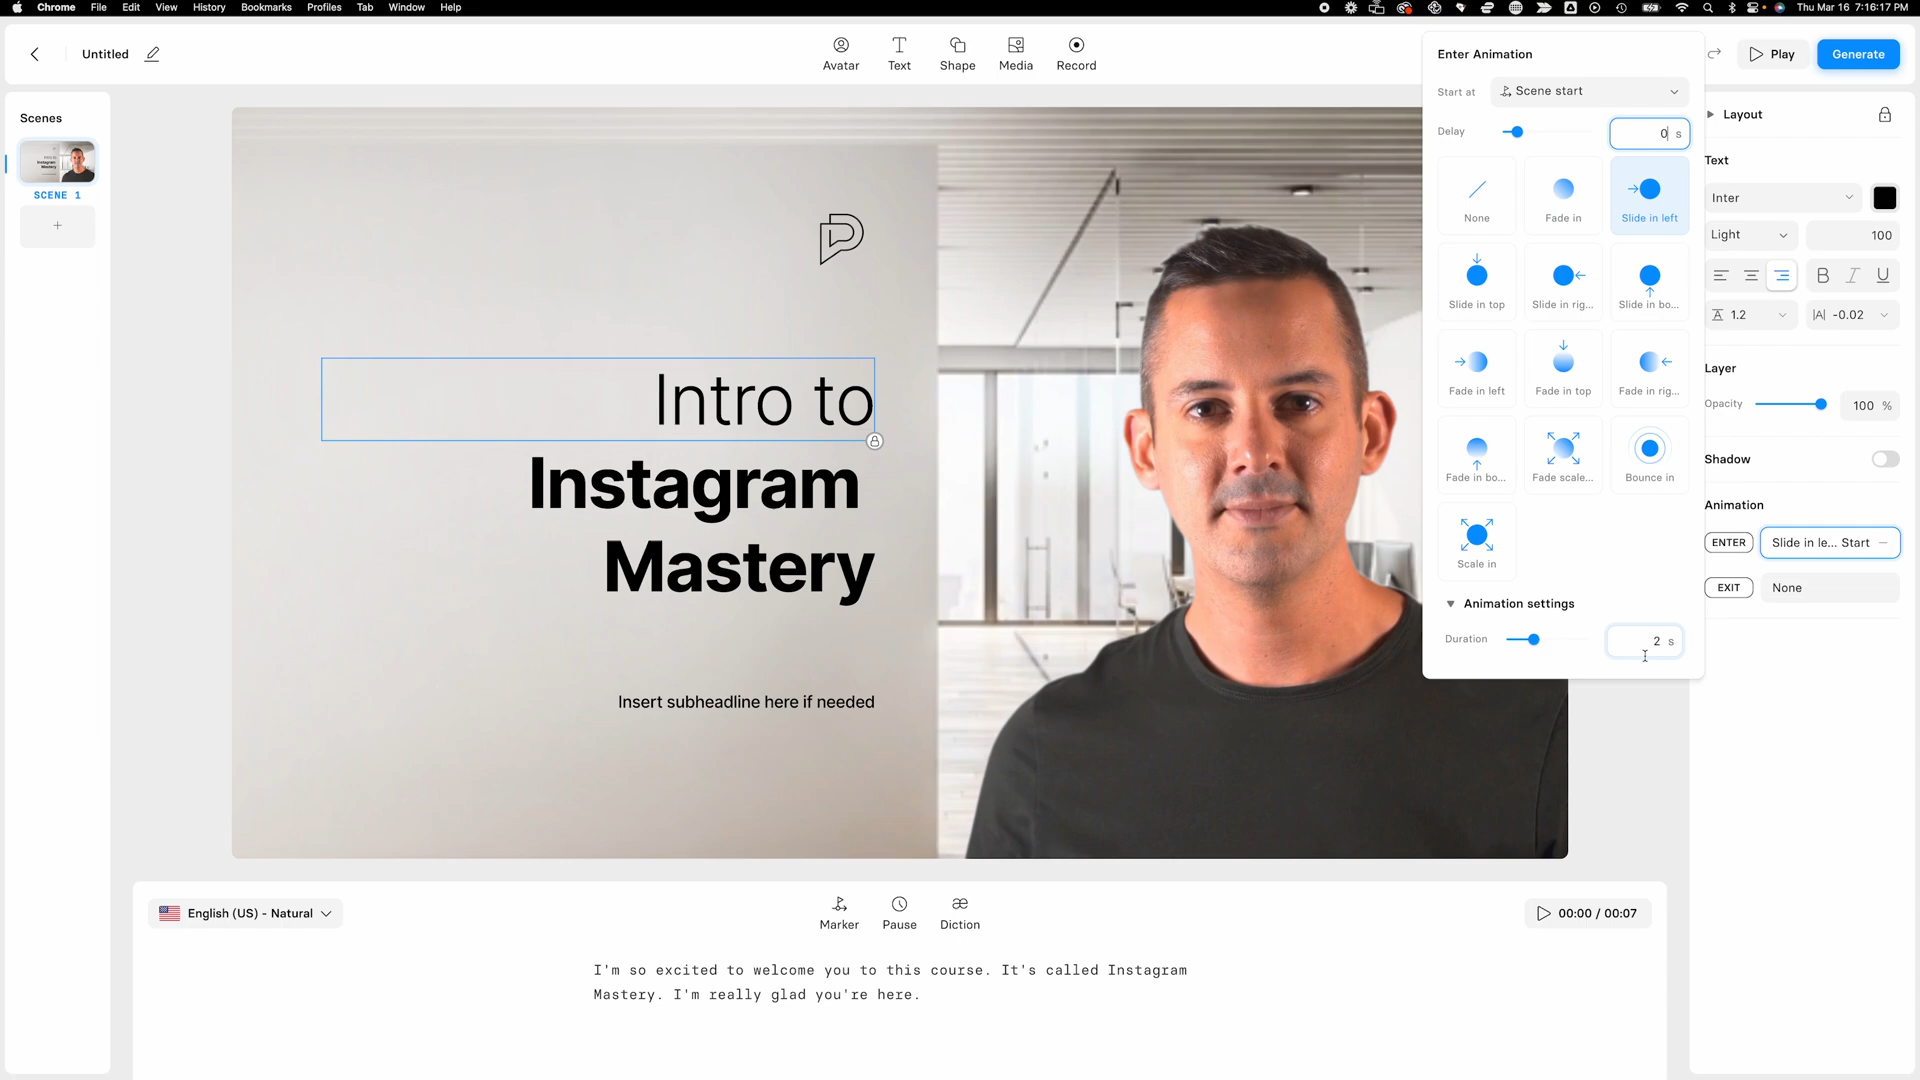 Chrome File Edit View History Bookmarks Profiles Tab Window Help
Thu Mar 16 7:16:17 PM
Untitled
Avatar Text Shape Media Record
Play Generate
Scenes
SCENE 1
+
Intro to
Instagram
Mastery
Insert subheadline here if needed
Enter Animation
Start at Scene start
Delay 0 s
None Fade in Slide in left
Slide in top Slide in rig... Slide in bo...
Fade in left Fade in top Fade in rig...
Fade in bo... Fade scale... Bounce in
Scale in
Animation settings
Duration 2 s
Layout
Text
Inter
Light 100
B I U
1.2 |A| -0.02
Layer
Opacity 100 %
Shadow
Animation
ENTER Slide in le... Start
EXIT None
English (US) - Natural
Marker Pause Diction
00:00 / 00:07
I'm so excited to welcome you to this course. It's called Instagram
Mastery. I'm really glad you're here.